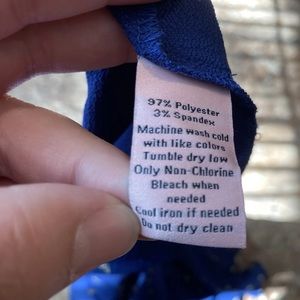 97% Polyester
3% Spandex
Machine wash cold
with like colors
Tumble dry low
Only Non-Chlorine
Bleach when
needed
Cool iron if needed
Do not dry clean